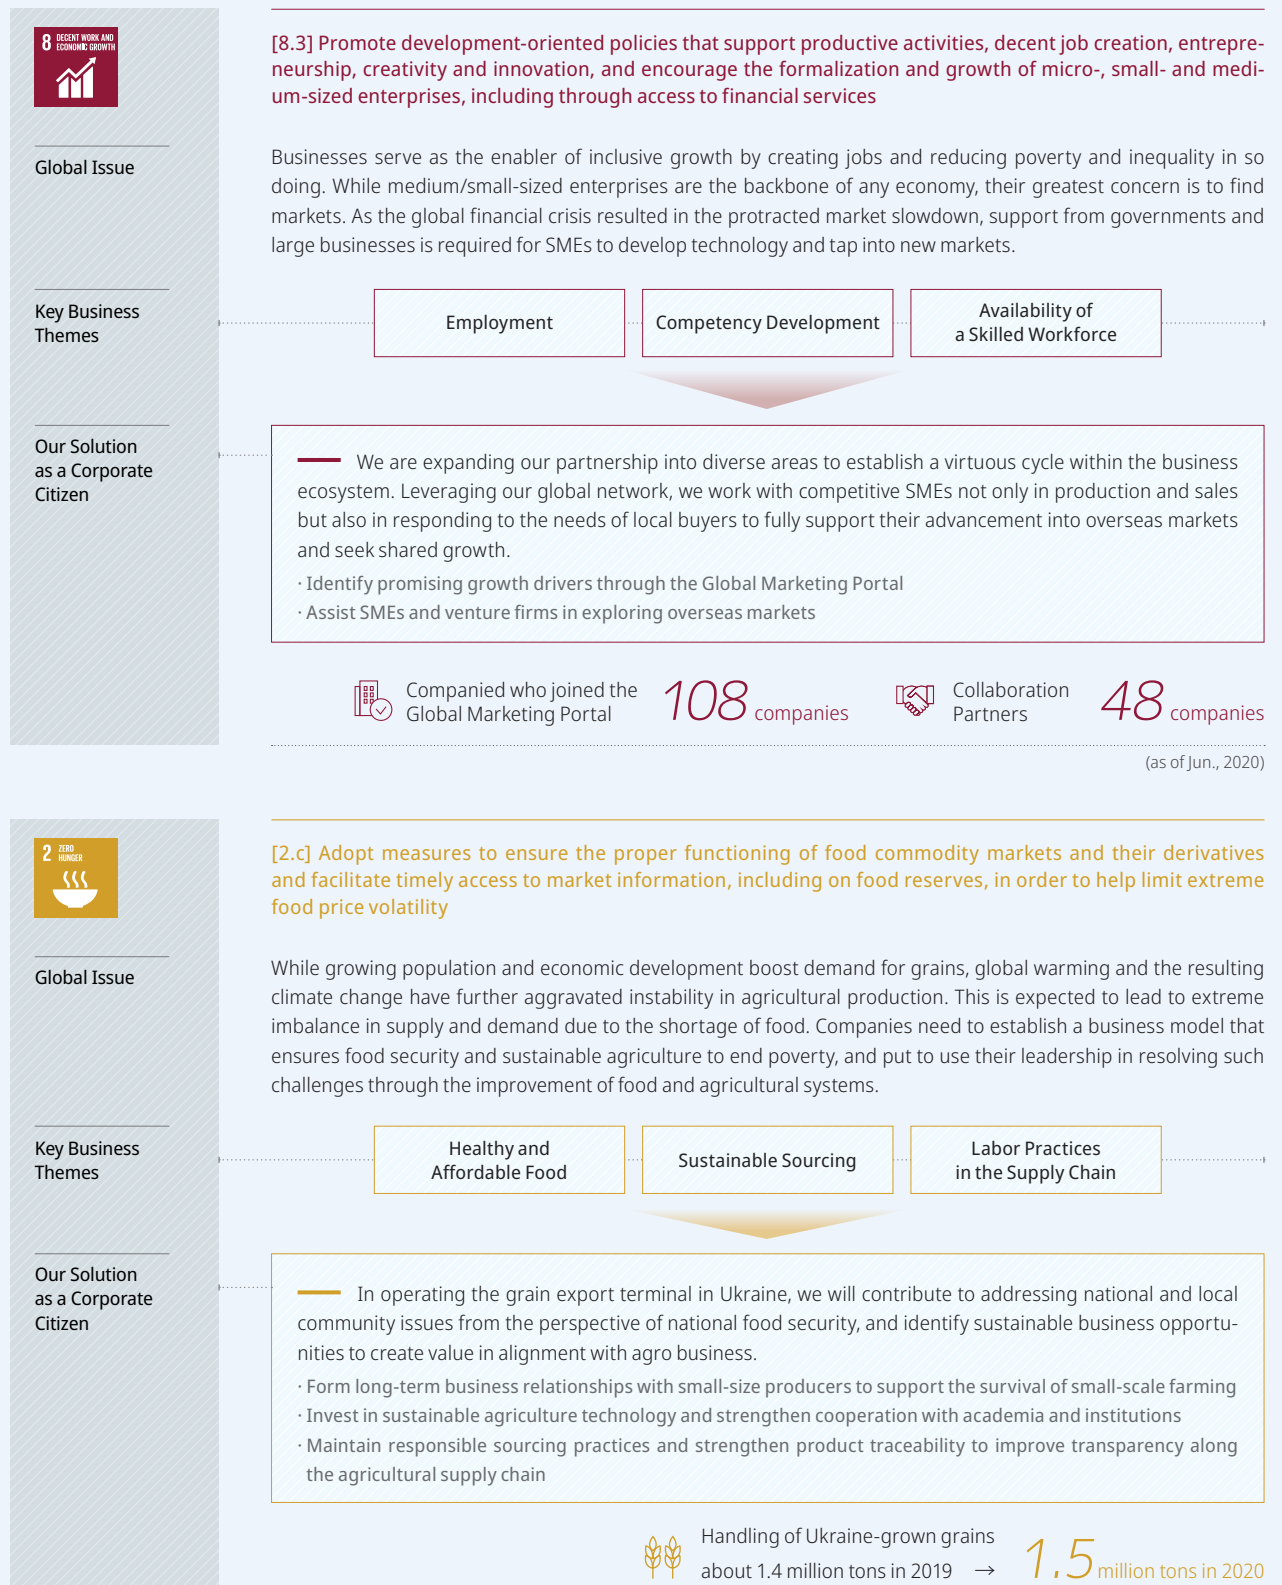 8 DECENT WORK AND
ECONOMIC GROWTH
[8.3] Promote development-oriented policies that support productive activities, decent job creation, entrepre-
neurship, creativity and innovation, and encourage the formalization and growth of micro-, small- and medi-
um-sized enterprises, including through access to financial services
Global Issue
Businesses serve as the enabler of inclusive growth by creating jobs and reducing poverty and inequality in so
doing. While medium/small-sized enterprises are the backbone of any economy, their greatest concern is to find
markets. As the global financial crisis resulted in the protracted market slowdown, support from governments and
large businesses is required for SMEs to develop technology and tap into new markets.
Key Business
Themes
Employment
Competency Development
Availability of
a Skilled Workforce
Our Solution
as a Corporate
Citizen
We are expanding our partnership into diverse areas to establish a virtuous cycle within the business
ecosystem. Leveraging our global network, we work with competitive SMEs not only in production and sales
but also in responding to the needs of local buyers to fully support their advancement into overseas markets
and seek shared growth.
· Identify promising growth drivers through the Global Marketing Portal
· Assist SMEs and venture firms in exploring overseas markets
Companied who joined the
Global Marketing Portal
108 companies
Collaboration
Partners
48 companies
(as of Jun., 2020)
2 ZERO
HUNGER
[2.c] Adopt measures to ensure the proper functioning of food commodity markets and their derivatives
and facilitate timely access to market information, including on food reserves, in order to help limit extreme
food price volatility
Global Issue
While growing population and economic development boost demand for grains, global warming and the resulting
climate change have further aggravated instability in agricultural production. This is expected to lead to extreme
imbalance in supply and demand due to the shortage of food. Companies need to establish a business model that
ensures food security and sustainable agriculture to end poverty, and put to use their leadership in resolving such
challenges through the improvement of food and agricultural systems.
Key Business
Themes
Healthy and
Affordable Food
Sustainable Sourcing
Labor Practices
in the Supply Chain
Our Solution
as a Corporate
Citizen
In operating the grain export terminal in Ukraine, we will contribute to addressing national and local
community issues from the perspective of national food security, and identify sustainable business opportu-
nities to create value in alignment with agro business.
· Form long-term business relationships with small-size producers to support the survival of small-scale farming
· Invest in sustainable agriculture technology and strengthen cooperation with academia and institutions
· Maintain responsible sourcing practices and strengthen product traceability to improve transparency along
the agricultural supply chain
Handling of Ukraine-grown grains
about 1.4 million tons in 2019 → 1.5 million tons in 2020